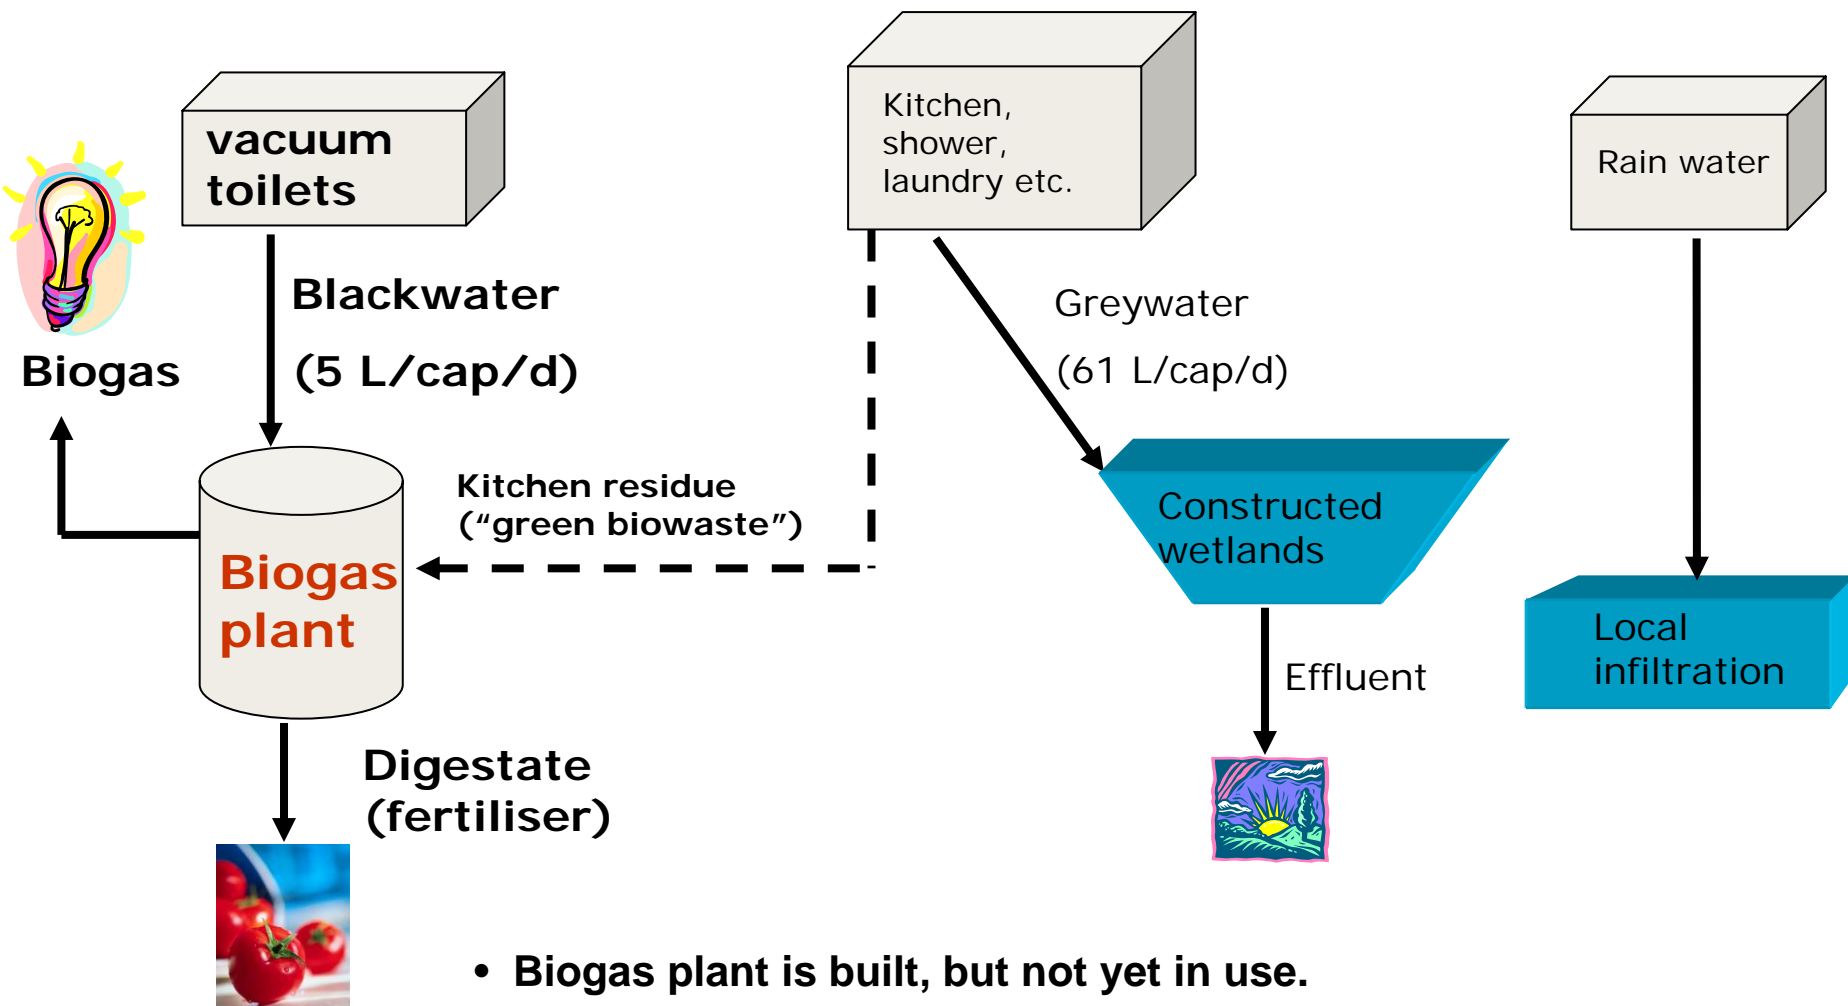 vacuum
toilets
Kitchen,
shower,
laundry etc.
Rain water
Blackwater
(5 L/cap/d)
Greywater
(61 L/cap/d)
Biogas
Kitchen residue
(“green biowaste”)
Constructed
wetlands
Biogas
plant
Local
infiltration
Effluent
Digestate
(fertiliser)
• Biogas plant is built, but not yet in use.